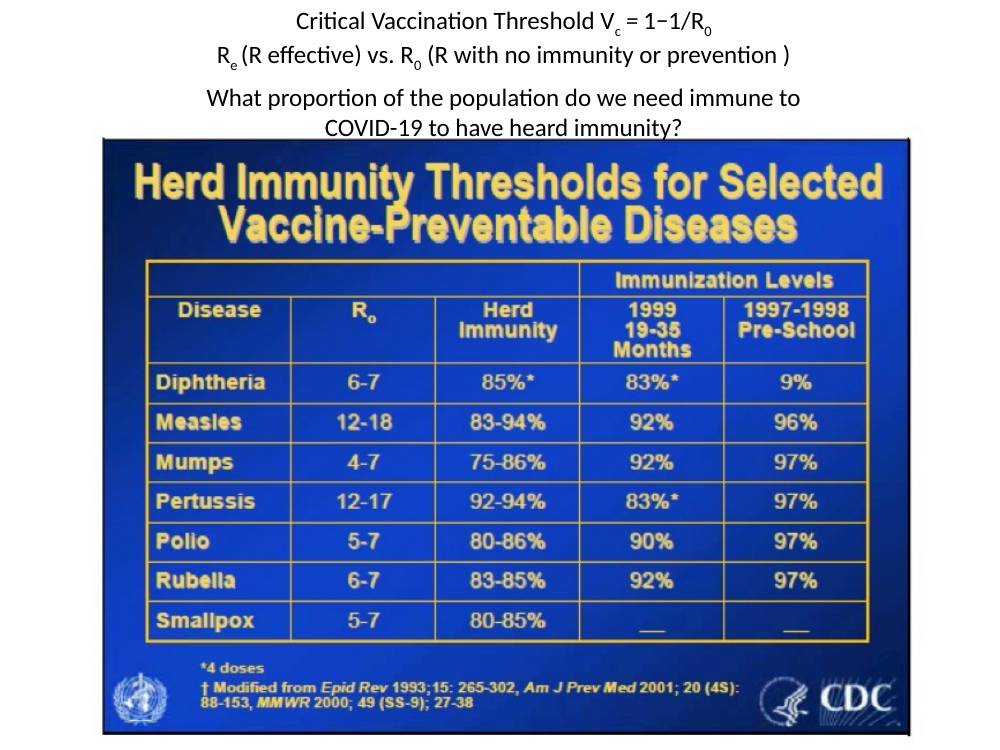 Critical Vaccination Threshold Vc = 1−1/R0
Re (R effective) vs. R0 (R with no immunity or prevention )
What proportion of the population do we need immune to
COVID-19 to have heard immunity?
Herd Immunity Thresholds for Selected
Vaccine-Preventable Diseases
Immunization Levels
Disease Ro Herd Immunity 1999 19-35 Months 1997-1998 Pre-School
Diphtheria 6-7 85%* 83%* 9%
Measles 12-18 83-94% 92% 96%
Mumps 4-7 75-86% 92% 97%
Pertussis 12-17 92-94% 83%* 97%
Polio 5-7 80-86% 90% 97%
Rubella 6-7 83-85% 92% 97%
Smallpox 5-7 80-85% __ __
*4 doses
† Modified from Epid Rev 1993;15: 265-302, Am J Prev Med 2001; 20 (4S):
88-153, MMWR 2000; 49 (SS-9); 27-38
CDC